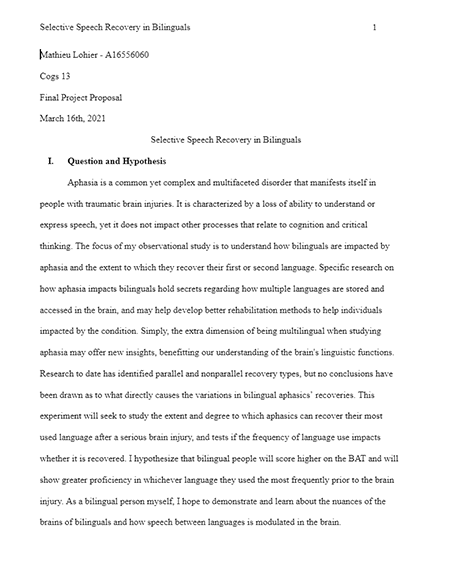 Selective Speech Recovery in Bilinguals 1
Mathieu Lohier - A16556060
Cogs 13
Final Project Proposal
March 16th, 2021
Selective Speech Recovery in Bilinguals
I. Question and Hypothesis
Aphasia is a common yet complex and multifaceted disorder that manifests itself in
people with traumatic brain injuries. It is characterized by a loss of ability to understand or
express speech, yet it does not impact other processes that relate to cognition and critical
thinking. The focus of my observational study is to understand how bilinguals are impacted by
aphasia and the extent to which they recover their first or second language. Specific research on
how aphasia impacts bilinguals hold secrets regarding how multiple languages are stored and
accessed in the brain, and may help develop better rehabilitation methods to help individuals
impacted by the condition. Simply, the extra dimension of being multilingual when studying
aphasia may offer new insights, benefitting our understanding of the brain's linguistic functions.
Research to date has identified parallel and nonparallel recovery types, but no conclusions have
been drawn as to what directly causes the variations in bilingual aphasics' recoveries. This
experiment will seek to study the extent and degree to which aphasics can recover their most
used language after a serious brain injury, and tests if the frequency of language use impacts
whether it is recovered. I hypothesize that bilingual people will score higher on the BAT and will
show greater proficiency in whichever language they used the most frequently prior to the brain
injury. As a bilingual person myself, I hope to demonstrate and learn about the nuances of the
brains of bilinguals and how speech between languages is modulated in the brain.